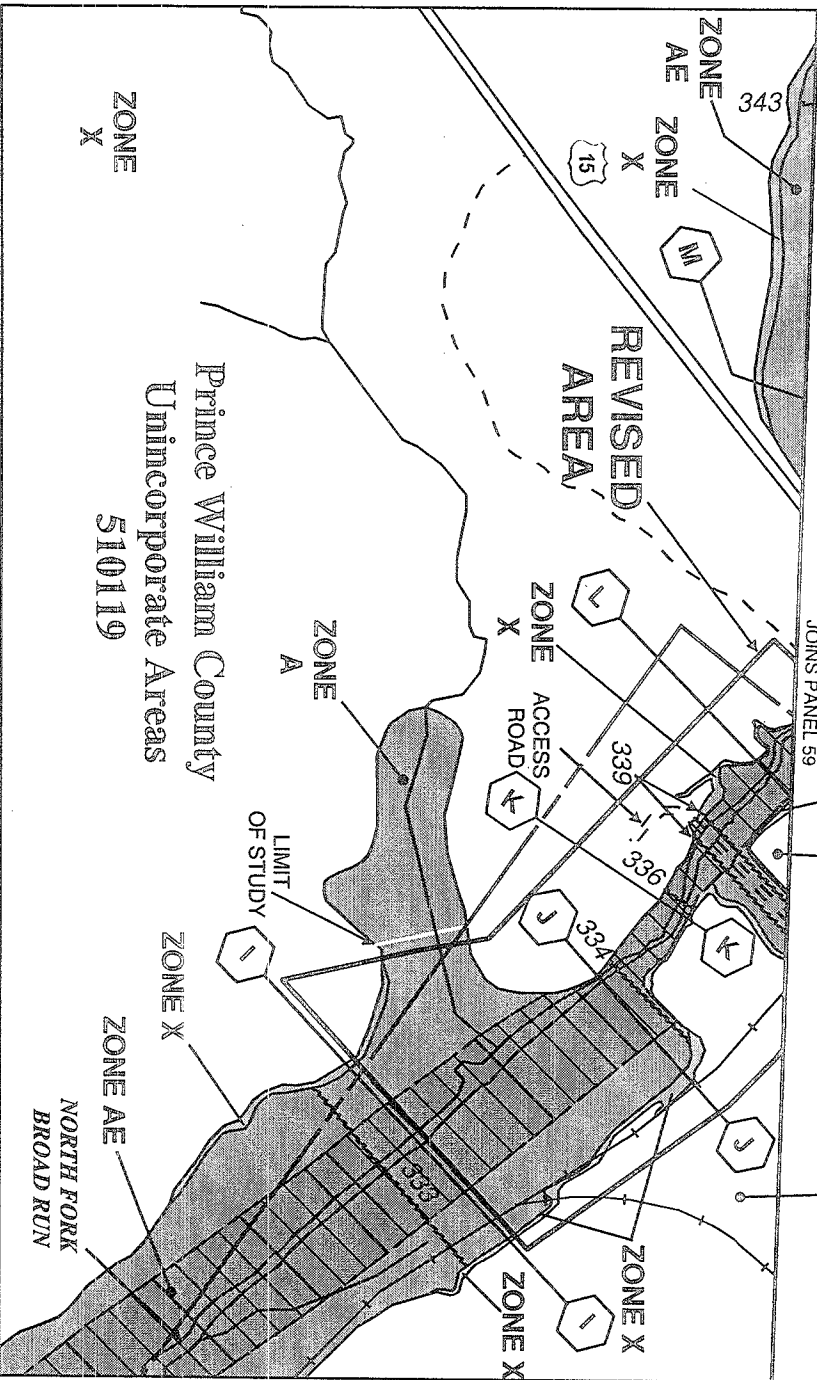 JOINS PANEL 59
ZONE
AE
343
ZONE
X
15
M
REVISED
AREA
L
ZONE
X
ACCESS
ROAD
339
336
K
K
334
J
J
ZONE
X
ZONE
A
LIMIT
OF STUDY
I
I
333
ZONE X
ZONE X
ZONE X
ZONE AE
NORTH FORK
BROAD RUN
Prince William County
Unincorporate Areas
510119